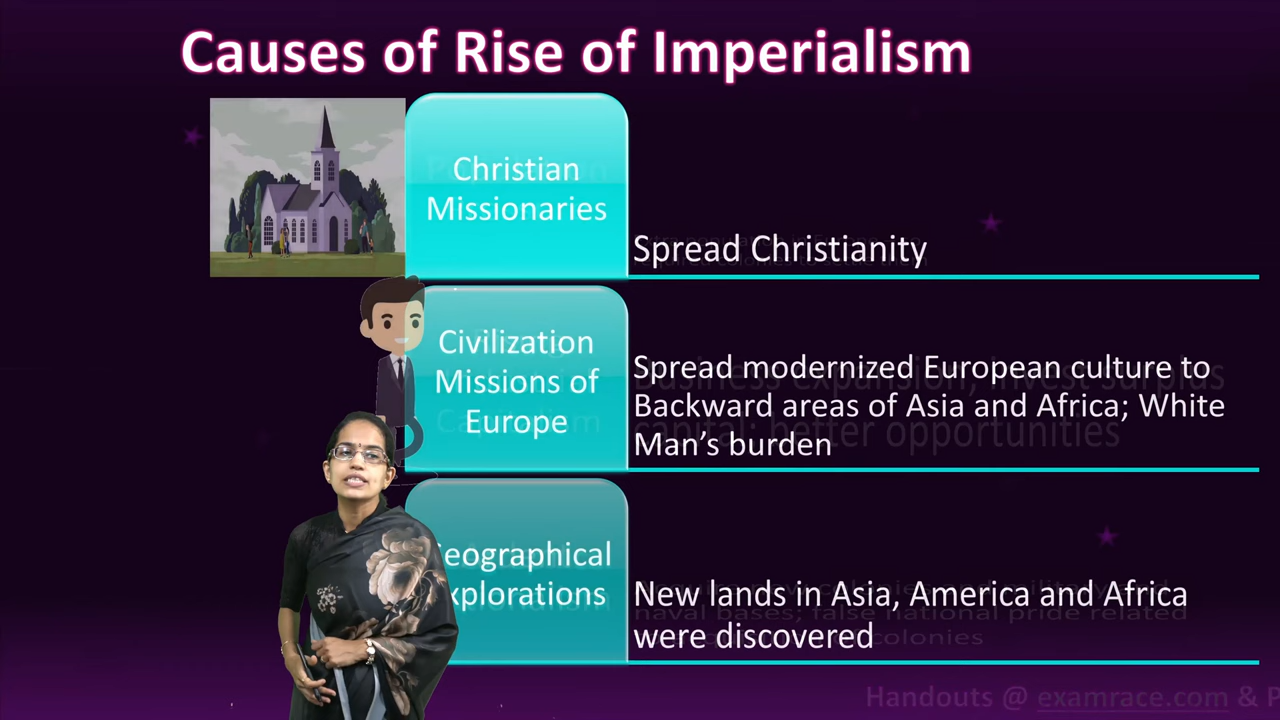 Causes of Rise of Imperialism
Christian
Missionaries
Spread Christianity
Civilization
Missions of
Europe
Spread modernized European culture to
Backward areas of Asia and Africa; White
Man's burden
eographical
xplorations
New lands in Asia, America and Africa
were discovered
Handouts @ examrace.com & P